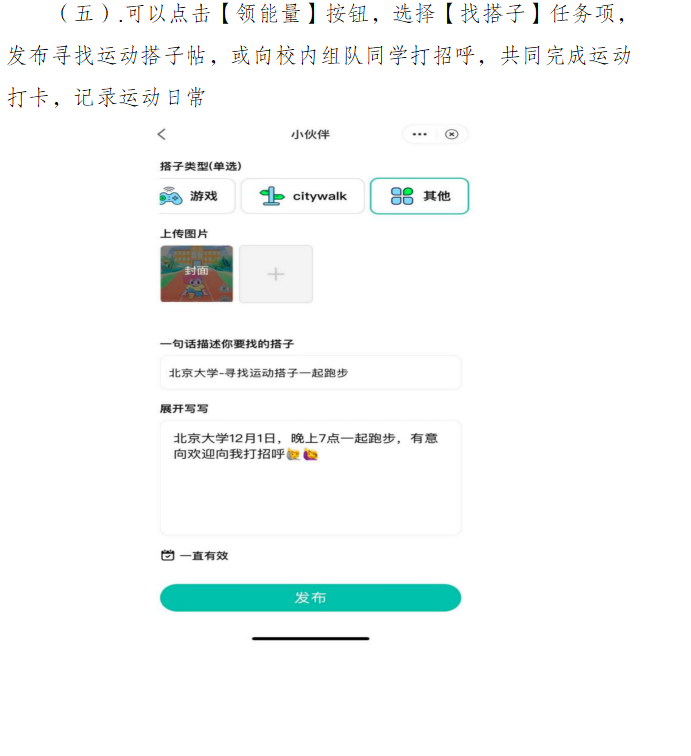 （五）.可以点击【领能量】按钮，选择【找搭子】任务项，
发布寻找运动搭子帖，或向校内组队同学打招呼，共同完成运动
打卡，记录运动日常
小伙伴
搭子类型(单选)
游戏
citywalk
其他
上传图片
封面
一句话描述你要找的搭子
北京大学-寻找运动搭子一起跑步
展开写写
北京大学12月1日，晚上7点一起跑步，有意
向欢迎向我打招呼🙋🙋
一直有效
发布